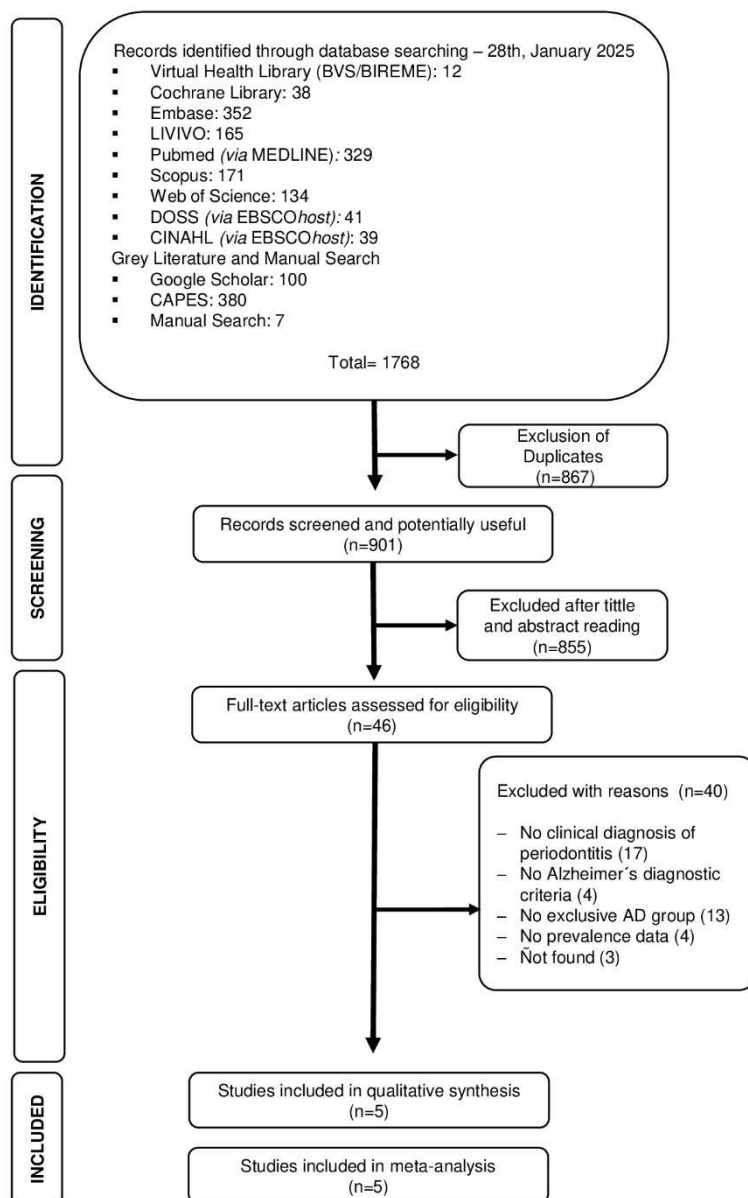 IDENTIFICATION
Records identified through database searching – 28th, January 2025
▪ Virtual Health Library (BVS/BIREME): 12
▪ Cochrane Library: 38
▪ Embase: 352
▪ LIVIVO: 165
▪ Pubmed (via MEDLINE): 329
▪ Scopus: 171
▪ Web of Science: 134
▪ DOSS (via EBSCOhost): 41
▪ CINAHL (via EBSCOhost): 39
Grey Literature and Manual Search
▪ Google Scholar: 100
▪ CAPES: 380
▪ Manual Search: 7
Total= 1768
Exclusion of
Duplicates
(n=867)
SCREENING
Records screened and potentially useful
(n=901)
Excluded after tittle
and abstract reading
(n=855)
ELIGIBILITY
Full-text articles assessed for eligibility
(n=46)
Excluded with reasons (n=40)
– No clinical diagnosis of
periodontitis (17)
– No Alzheimer´s diagnostic
criteria (4)
– No exclusive AD group (13)
– No prevalence data (4)
– Ñot found (3)
INCLUDED
Studies included in qualitative synthesis
(n=5)
Studies included in meta-analysis
(n=5)